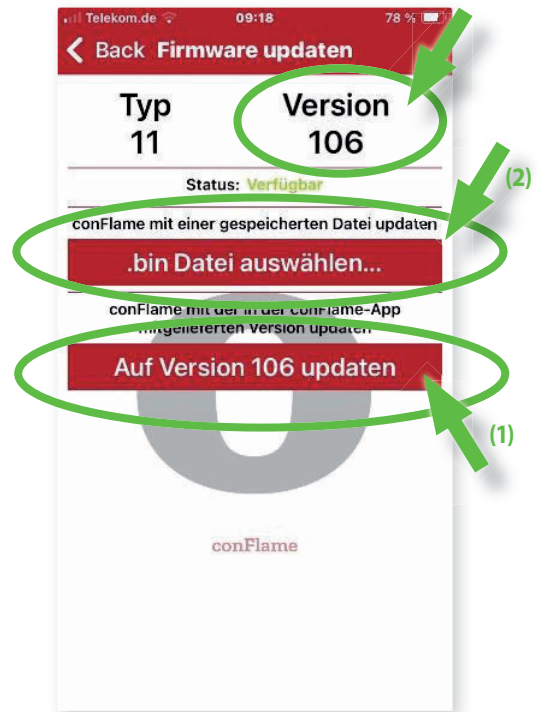 Telekom.de 09:18 78 %
Back Firmware updaten
Typ Version
11 106
Status: Verfügbar
(2)
conFlame mit einer gespeicherten Datei updaten
.bin Datei auswählen...
conFlame mit der in der conFlame-App
mitgelieferten Version updaten
Auf Version 106 updaten
(1)
conFlame